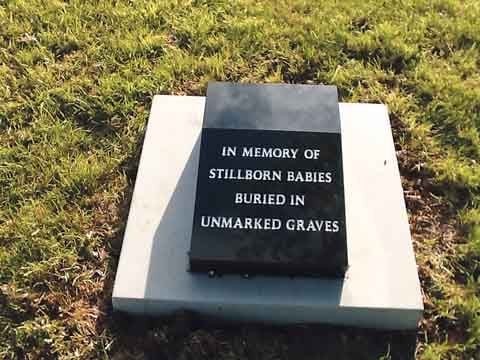 IN MEMORY OF
STILLBORN BABIES
BURIED IN
UNMARKED GRAVES